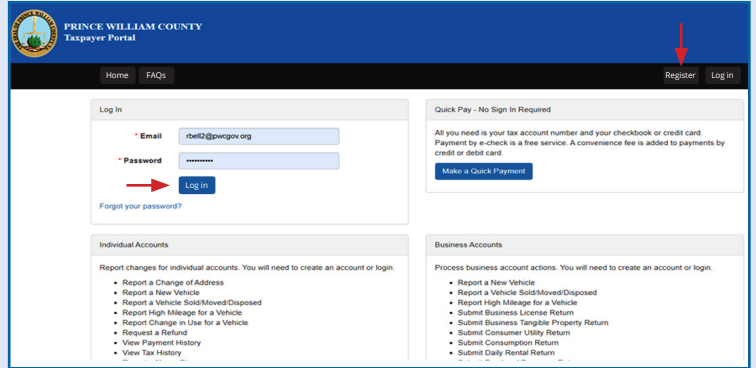 PRINCE WILLIAM COUNTY
Taxpayer Portal
Home FAQs Register Log in
Log In
* Email rbell2@pwcgov.org
* Password ••••••••••
Log in
Forgot your password?
Quick Pay - No Sign In Required
All you need is your tax account number and your checkbook or credit card.
Payment by e-check is a free service. A convenience fee is added to payments by
credit or debit card.
Make a Quick Payment
Individual Accounts
Report changes for individual accounts. You will need to create an account or login.
• Report a Change of Address
• Report a New Vehicle
• Report a Vehicle Sold/Moved/Disposed
• Report High Mileage for a Vehicle
• Report Change in Use for a Vehicle
• Request a Refund
• View Payment History
• View Tax History
Business Accounts
Process business account actions. You will need to create an account or login.
• Report a New Vehicle
• Report a Vehicle Sold/Moved/Disposed
• Report High Mileage for a Vehicle
• Submit Business License Return
• Submit Business Tangible Property Return
• Submit Consumer Utility Return
• Submit Consumption Return
• Submit Daily Rental Return